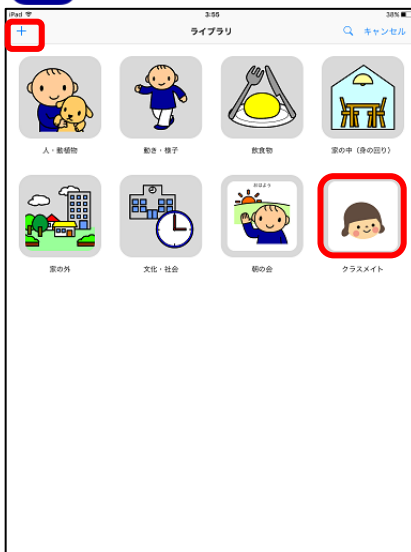 iPad 3:55 38%
+ ライブラリ キャンセル
人・動植物 動き・様子 飲食物 家の中（身の回り）
おはよう
家の外 文化・社会 朝の会 クラスメイト